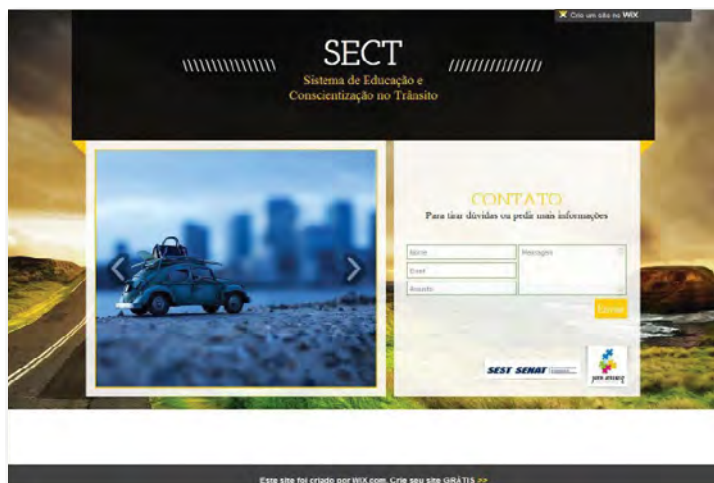 Crie um site no WIX
SECT
Sistema de Educação e
Conscientização no Trânsito
CONTATO
Para tirar dúvidas ou pedir mais informações
Nome
Mensagem
Email
Assunto
Enviar
SEST SENAT
Este site foi criado por WIX.com. Crie seu site GRÁTIS >>